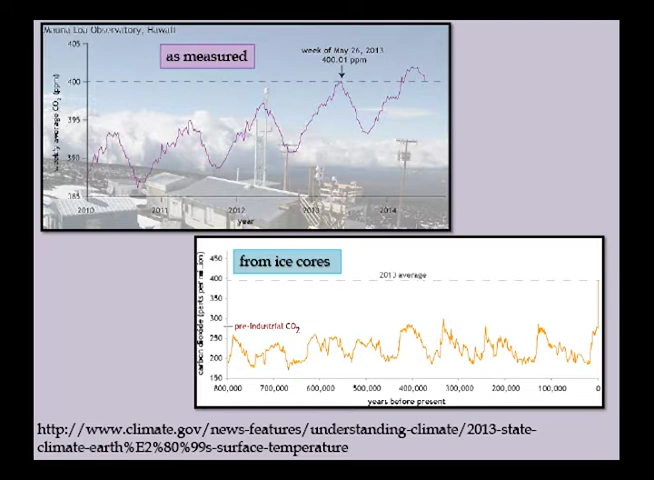 Mauna Loa Observatory, Hawaii
as measured
week of May 26, 2013
400.01 ppm
weekly average CO2 (ppm)
405
400
395
390
385
2010
2011
2012
2013
2014
year
from ice cores
carbon dioxide (parts per million)
450
400
350
300
250
200
150
2013 average
pre-industrial CO2
800,000
700,000
600,000
500,000
400,000
300,000
200,000
100,000
0
years before present
http://www.climate.gov/news-features/understanding-climate/2013-state-
climate-earth%E2%80%99s-surface-temperature